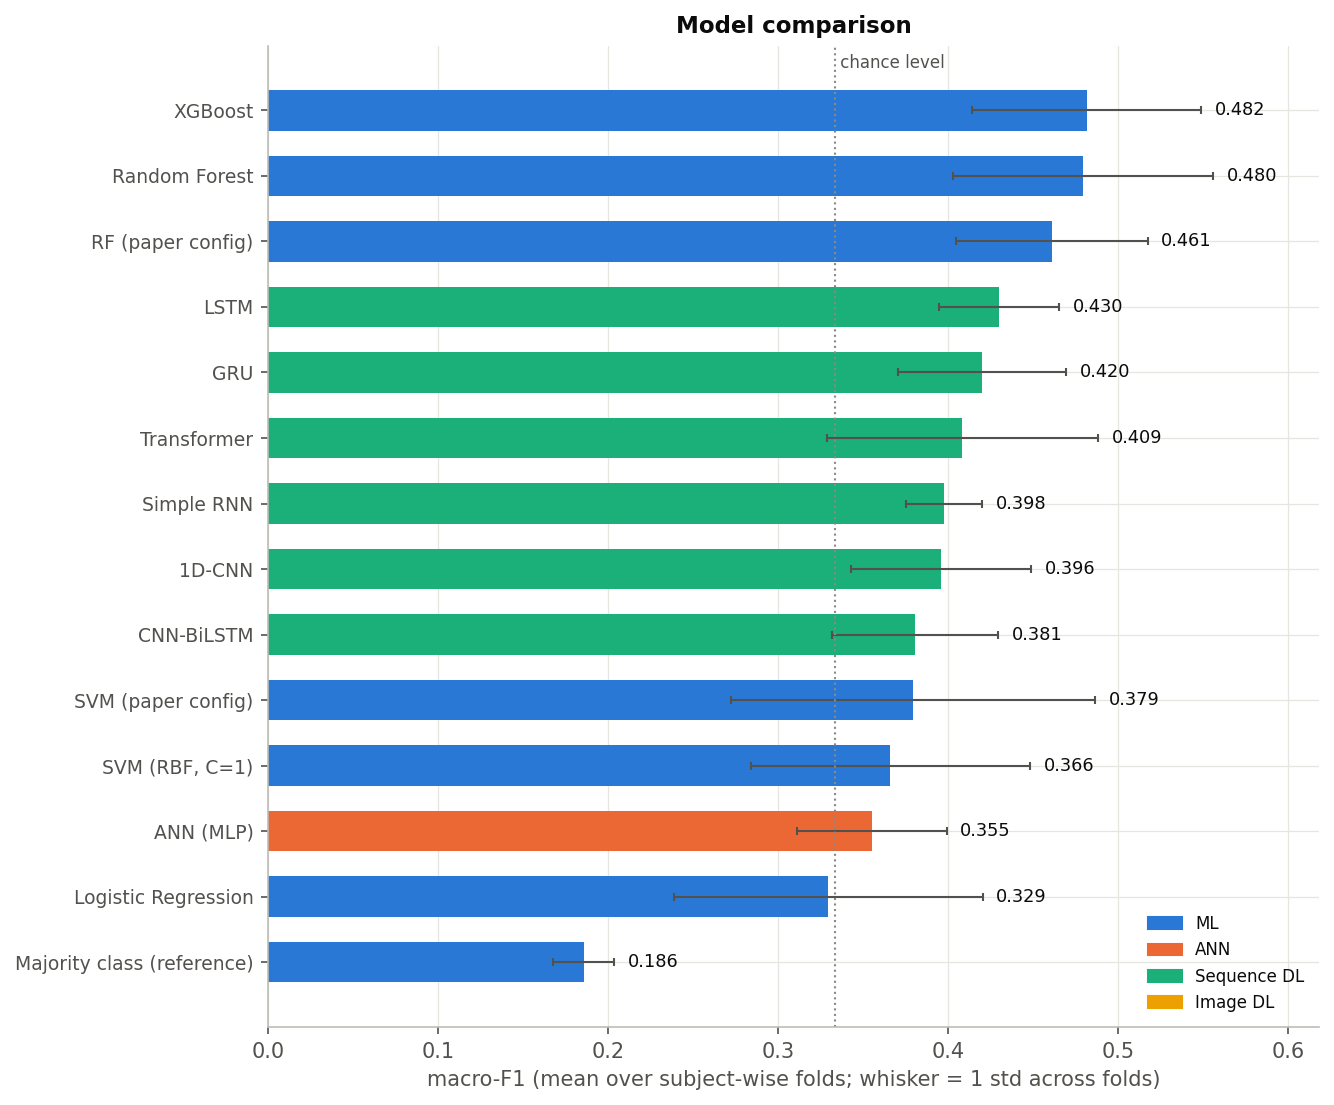 Model comparison
chance level
XGBoost 0.482
Random Forest 0.480
RF (paper config) 0.461
LSTM 0.430
GRU 0.420
Transformer 0.409
Simple RNN 0.398
1D-CNN 0.396
CNN-BiLSTM 0.381
SVM (paper config) 0.379
SVM (RBF, C=1) 0.366
ANN (MLP) 0.355
Logistic Regression 0.329
Majority class (reference) 0.186
ML
ANN
Sequence DL
Image DL
0.0 0.1 0.2 0.3 0.4 0.5 0.6
macro-F1 (mean over subject-wise folds; whisker = 1 std across folds)